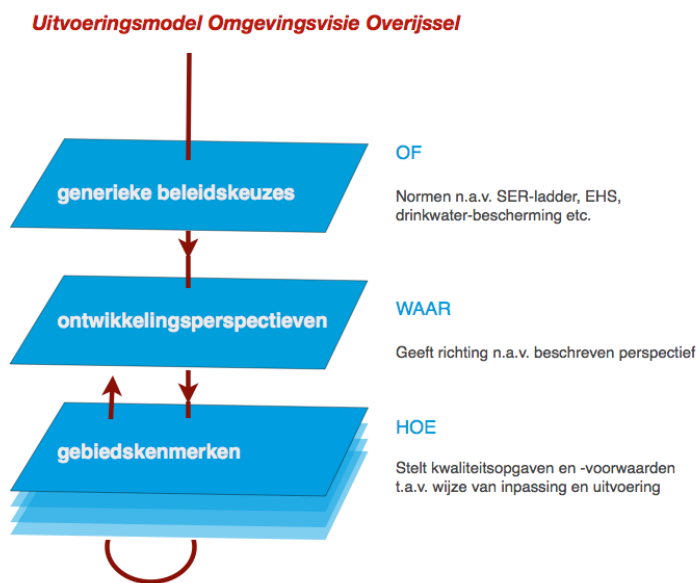 Uitvoeringsmodel Omgevingsvisie Overijssel
generieke beleidskeuzes
OF
Normen n.a.v. SER-ladder, EHS,
drinkwater-bescherming etc.
ontwikkelingsperspectieven
WAAR
Geeft richting n.a.v. beschreven perspectief
gebiedskenmerken
HOE
Stelt kwaliteitsopgaven en -voorwaarden
t.a.v. wijze van inpassing en uitvoering